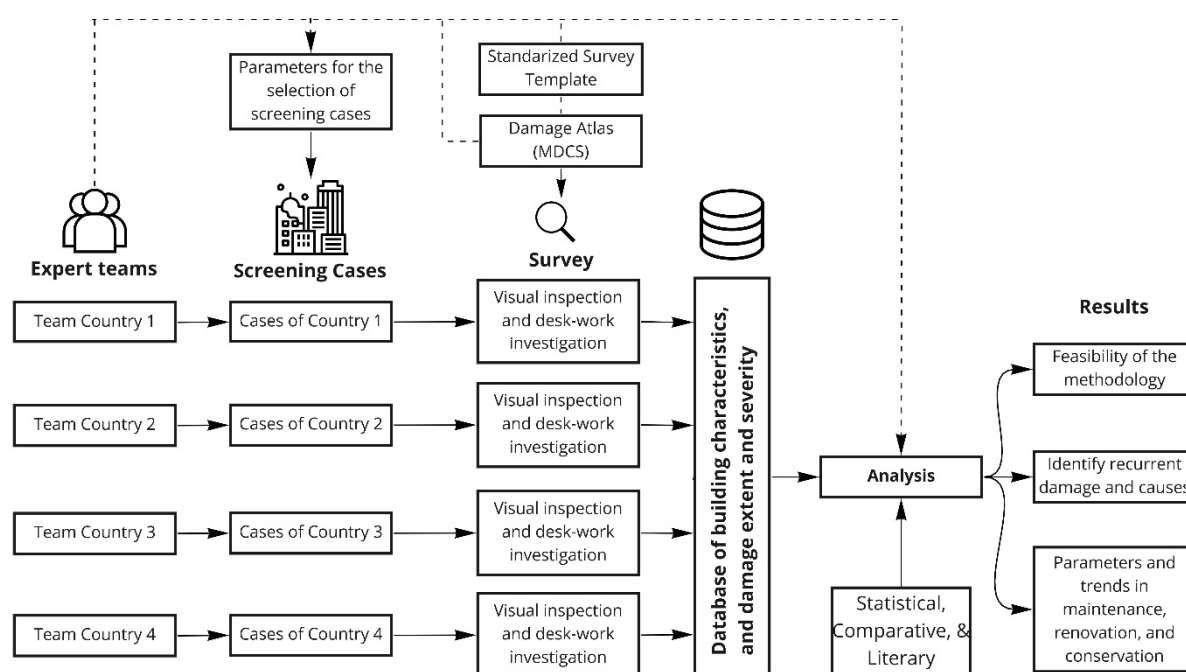 Parameters for the
selection of
screening cases
Standarized Survey
Template
Damage Atlas
(MDCS)
Expert teams
Screening Cases
Survey
Team Country 1
Cases of Country 1
Visual inspection
and desk-work
investigation
Team Country 2
Cases of Country 2
Visual inspection
and desk-work
investigation
Team Country 3
Cases of Country 3
Visual inspection
and desk-work
investigation
Team Country 4
Cases of Country 4
Visual inspection
and desk-work
investigation
Database of building characteristics,
and damage extent and severity
Analysis
Statistical,
Comparative, &
Literary
Results
Feasibility of the
methodology
Identify recurrent
damage and causes
Parameters and
trends in
maintenance,
renovation, and
conservation